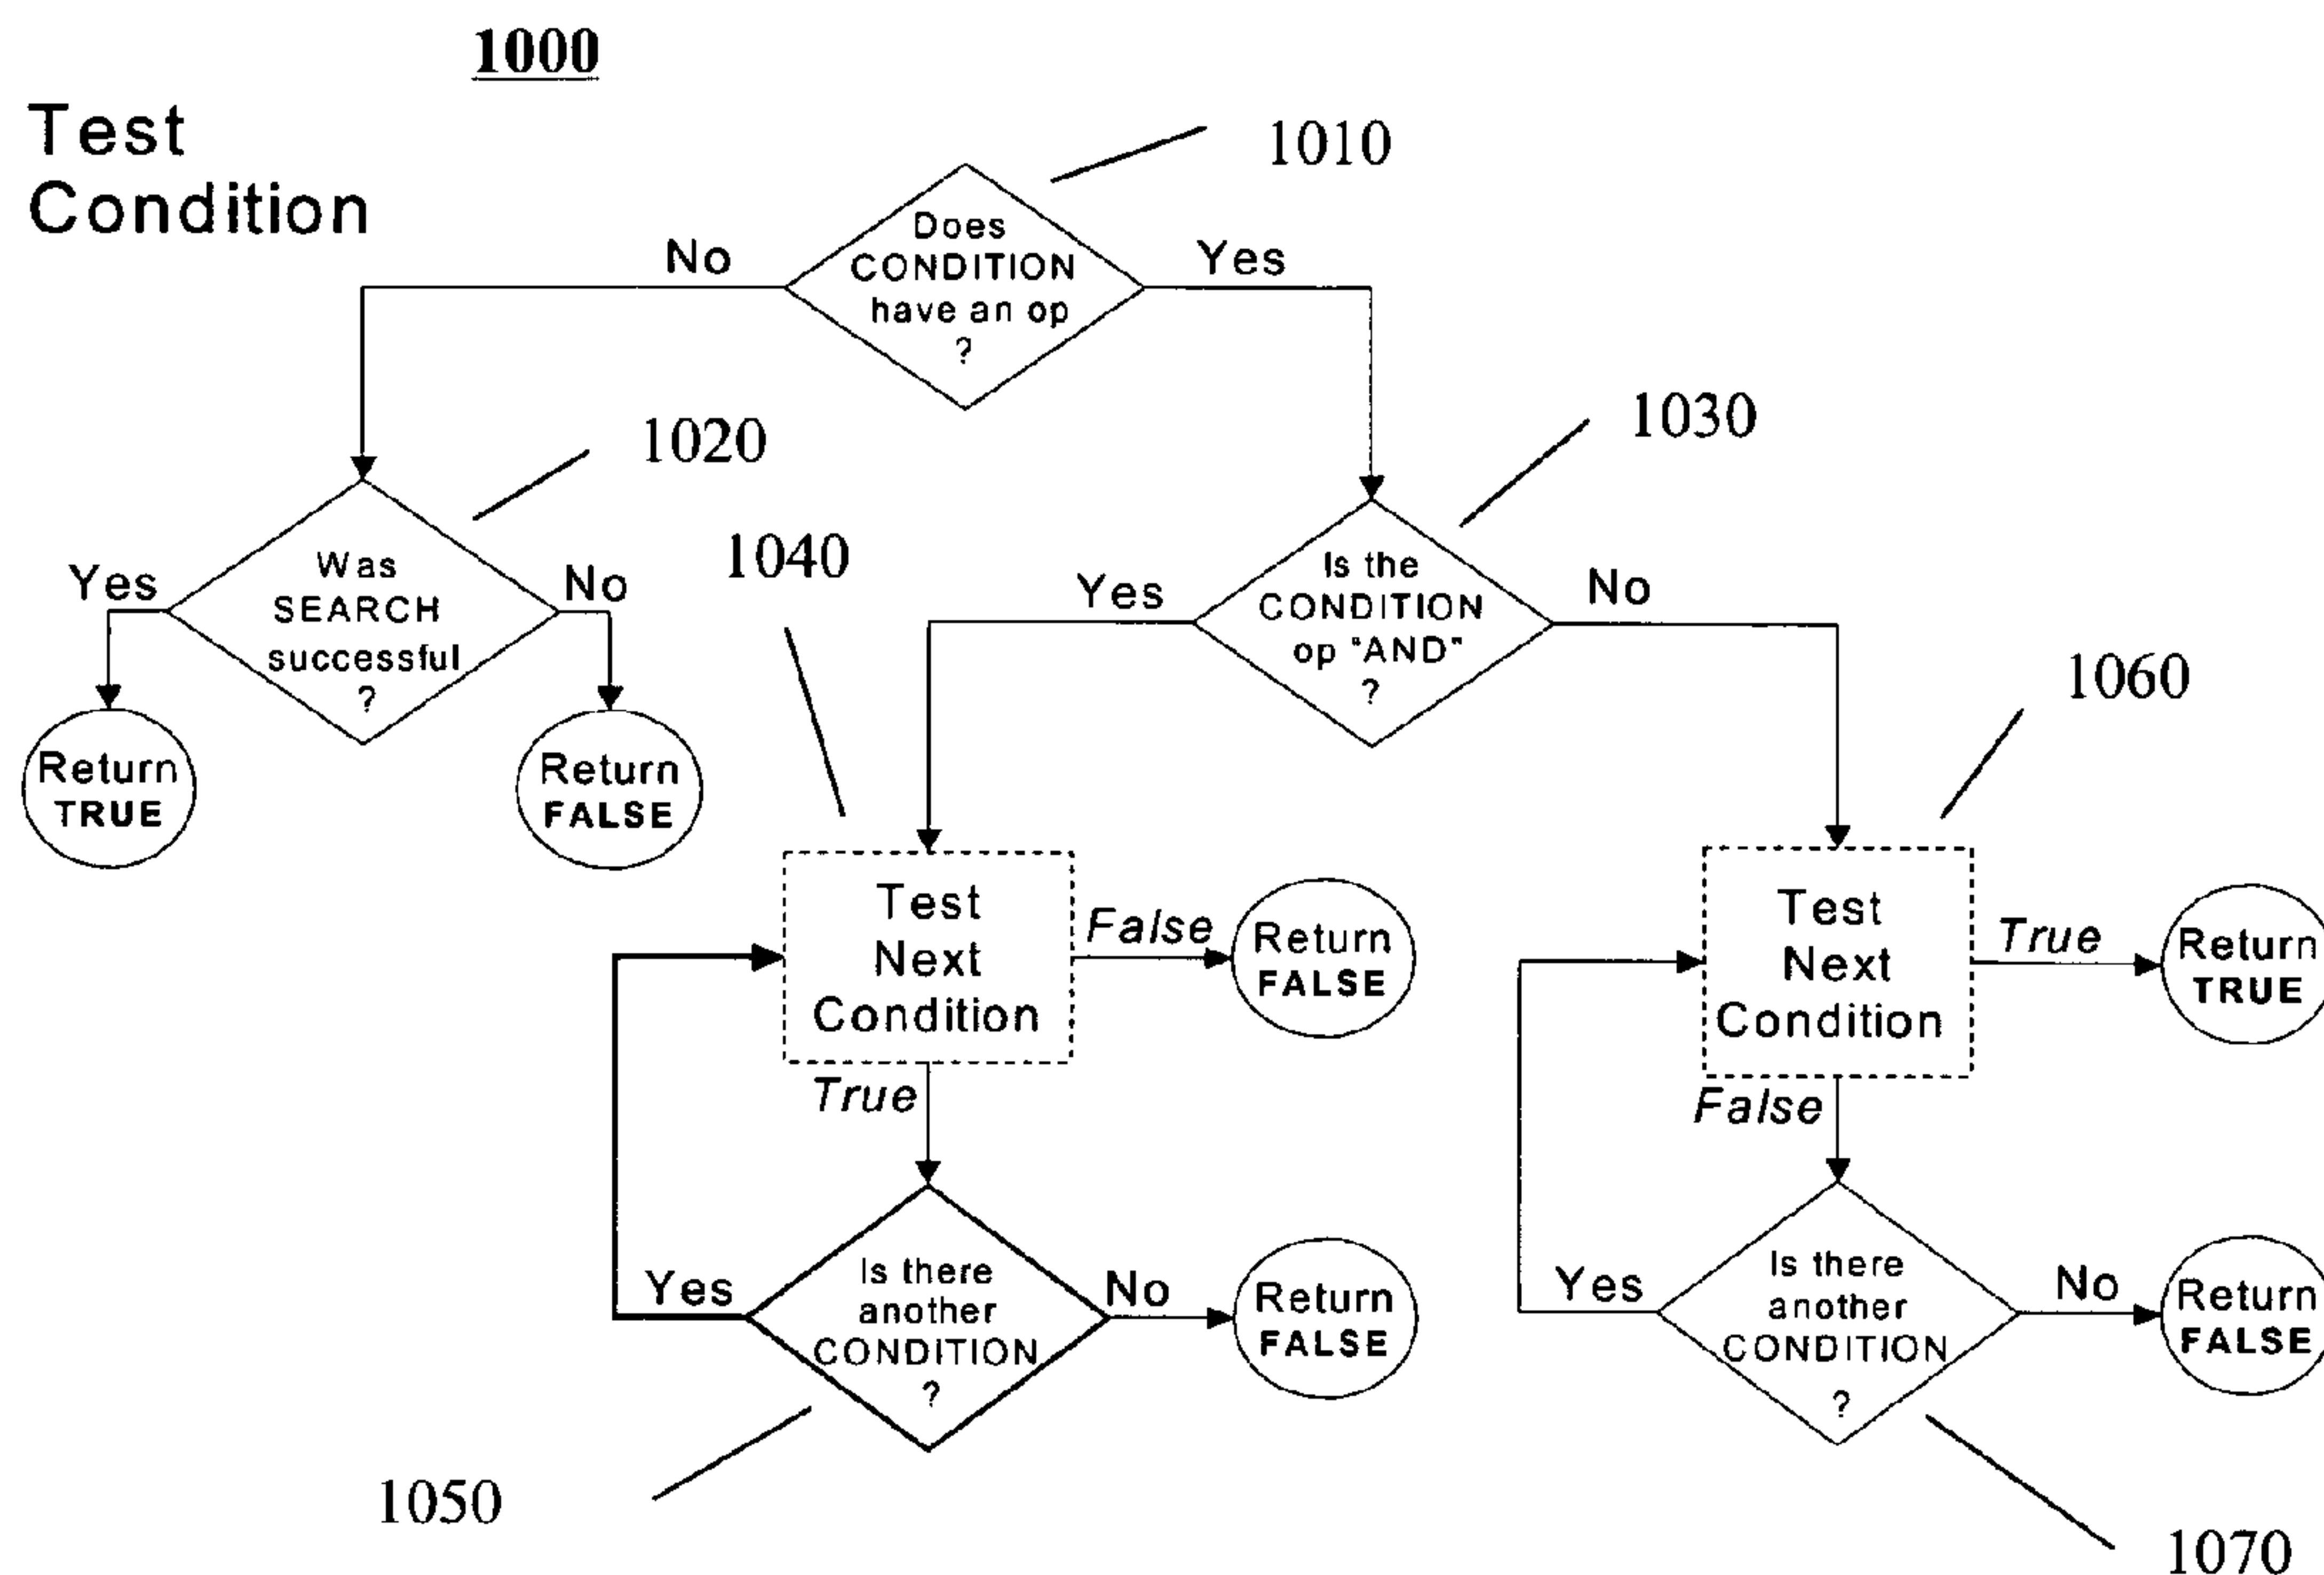 1000
Test
Condition
1010
Does
CONDITION
have an op
?
No
Yes
1020
1030
Was
SEARCH
successful
?
Yes
No
Return
TRUE
Return
FALSE
1040
Is the
CONDITION
op "AND"
?
Yes
No
1060
Test
Next
Condition
False
Return
FALSE
True
Test
Next
Condition
True
Return
TRUE
False
Is there
another
CONDITION
?
Yes
No
Return
FALSE
1050
Is there
another
CONDITION
?
Yes
No
Return
FALSE
1070